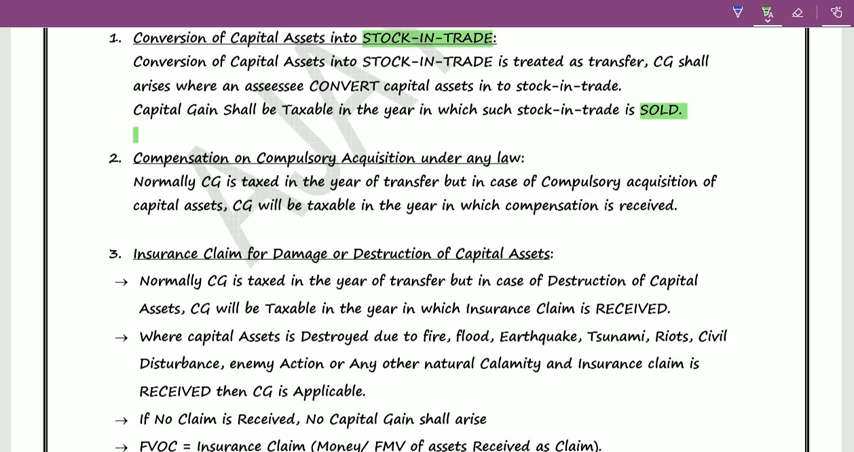 1. Conversion of Capital Assets into STOCK-IN-TRADE:
Conversion of Capital Assets into STOCK-IN-TRADE is treated as transfer, CG shall
arises where an aseessee CONVERT capital assets in to stock-in-trade.
Capital Gain Shall be Taxable in the year in which such stock-in-trade is SOLD.
2. Compensation on Compulsory Acquisition under any law:
Normally CG is taxed in the year of transfer but in case of Compulsory acquisition of
capital assets, CG will be taxable in the year in which compensation is received.
3. Insurance Claim for Damage or Destruction of Capital Assets:
→ Normally CG is taxed in the year of transfer but in case of Destruction of Capital
Assets, CG will be Taxable in the year in which Insurance Claim is RECEIVED.
→ Where capital Assets is Destroyed due to fire, flood, Earthquake, Tsunami, Riots, Civil
Disturbance, enemy Action or Any other natural Calamity and Insurance claim is
RECEIVED then CG is Applicable.
→ If No Claim is Received, No Capital Gain shall arise
→ FVOC = Insurance Claim (Money/ FMV of assets Received as Claim).